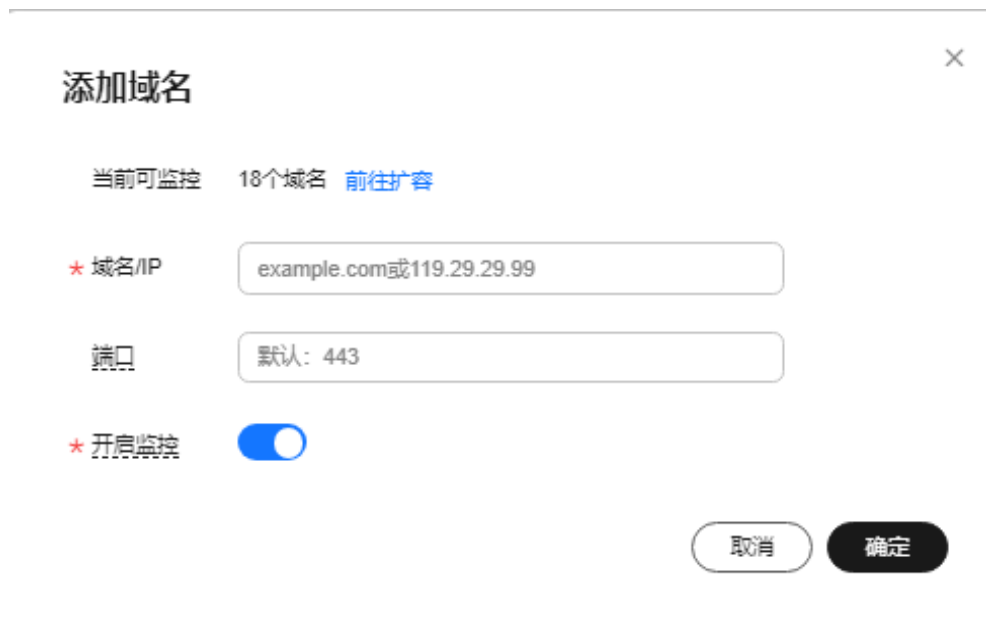 添加域名
当前可监控 18个域名 前往扩容
* 域名/IP example.com或119.29.29.99
端口 默认：443
* 开启监控
取消 确定